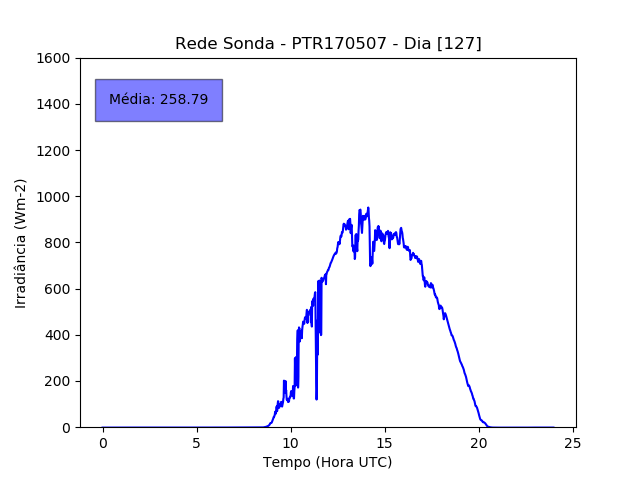 Rede Sonda - PTR170507 - Dia [127]
1600
1400
1200
1000
800
600
400
200
0
Média: 258.79
Irradiância (Wm-2)
0 5 10 15 20 25
Tempo (Hora UTC)